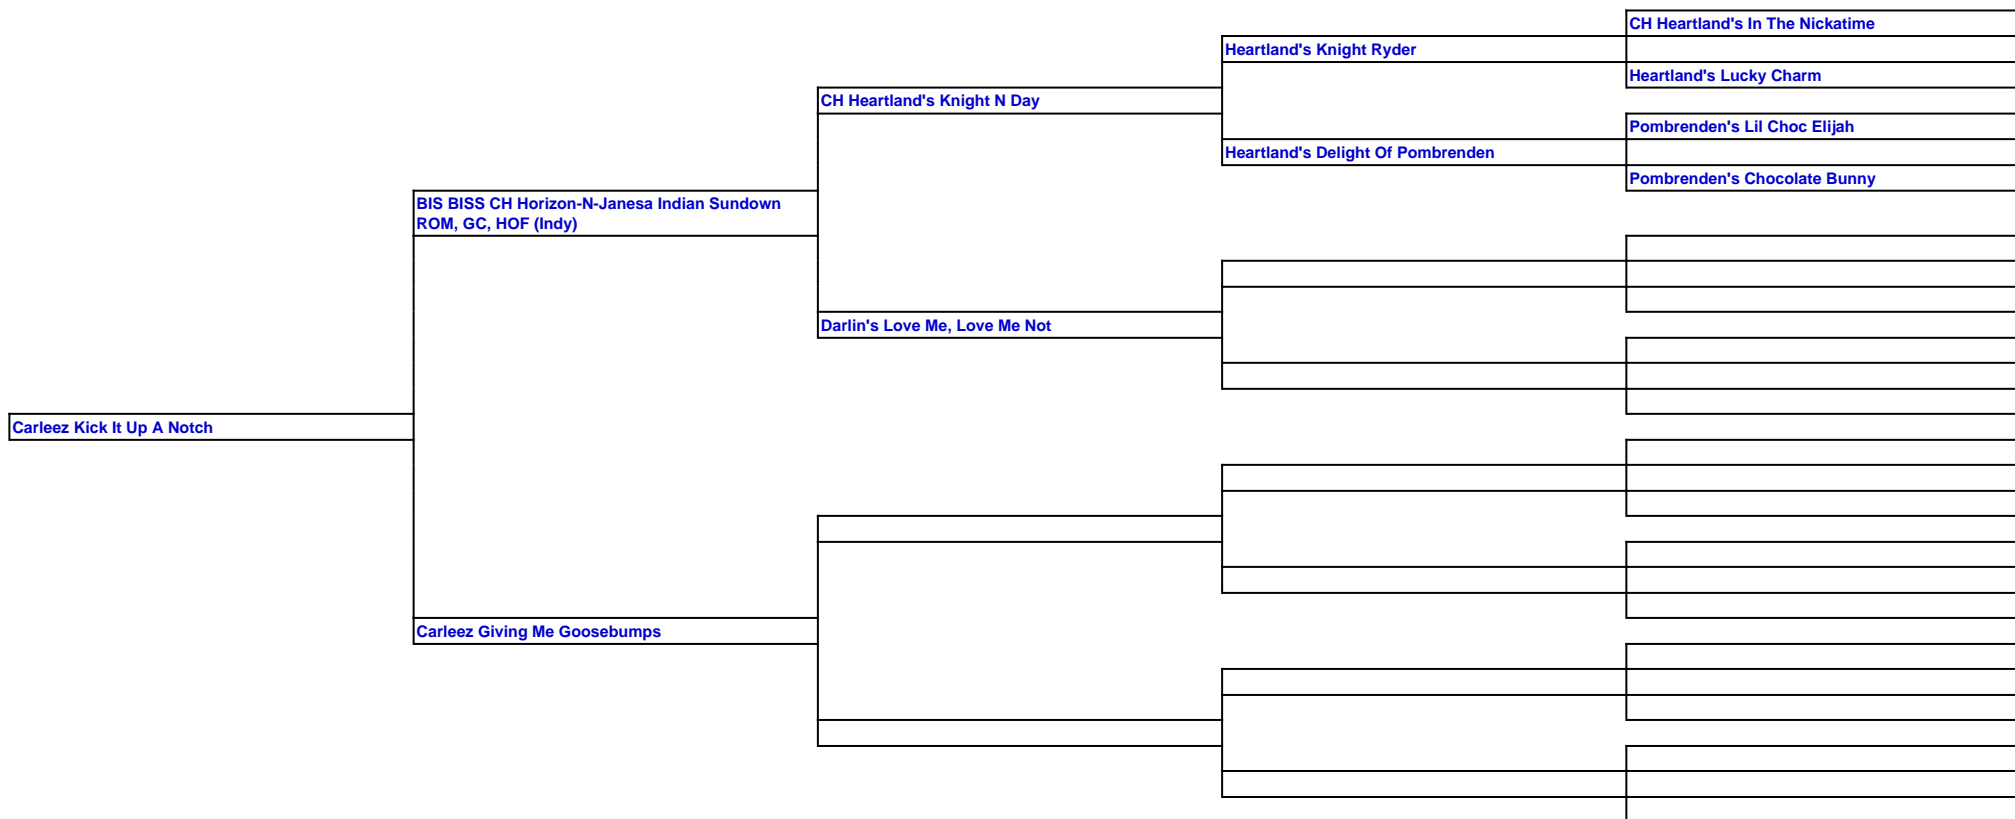 CH Heartland's In The Nickatime
Heartland's Knight Ryder
Heartland's Lucky Charm
CH Heartland's Knight N Day
Pombrenden's Lil Choc Elijah
Heartland's Delight Of Pombrenden
Pombrenden's Chocolate Bunny
BIS BISS CH Horizon-N-Janesa Indian Sundown
ROM, GC, HOF (Indy)
Darlin's Love Me, Love Me Not
Carleez Kick It Up A Notch
Carleez Giving Me Goosebumps